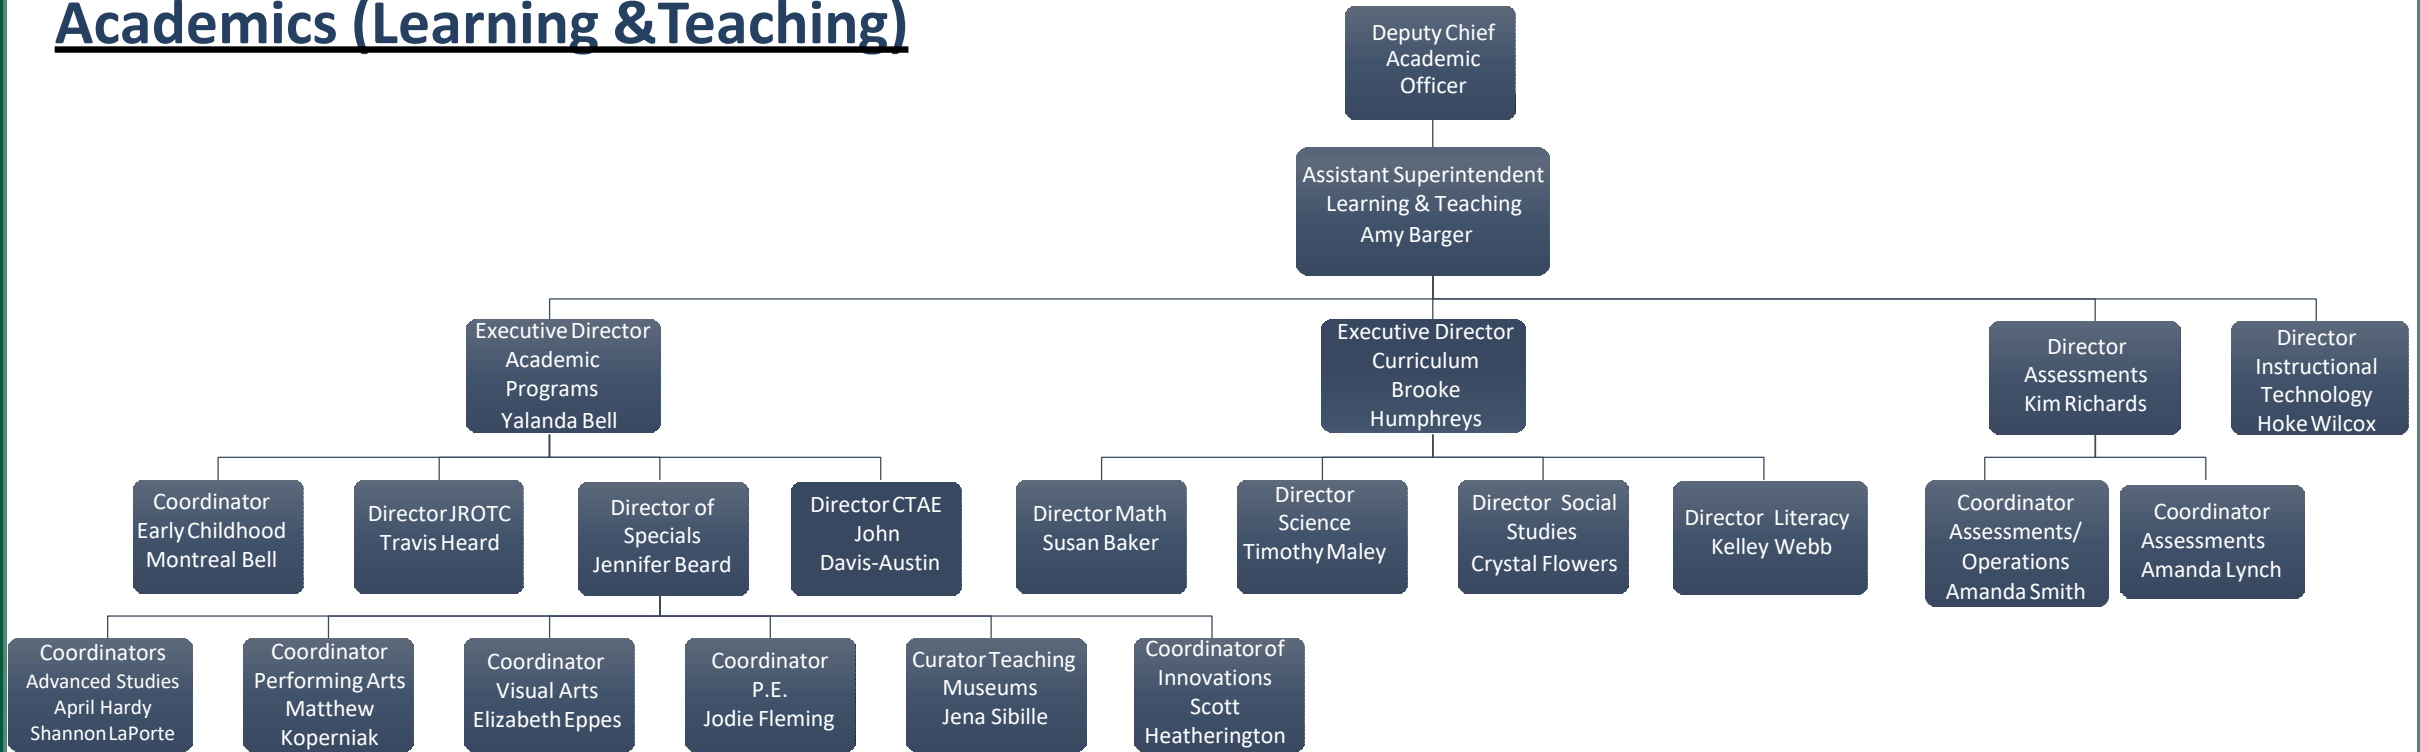 Academics (Learning &Teaching)
Deputy Chief
Academic
Officer
Assistant Superintendent
Learning & Teaching
Amy Barger
Executive Director
Academic
Programs
Yalanda Bell
Executive Director
Curriculum
Brooke
Humphreys
Director
Assessments
Kim Richards
Director
Instructional
Technology
Hoke Wilcox
Coordinator
Early Childhood
Montreal Bell
Director JROTC
Travis Heard
Director of
Specials
Jennifer Beard
Director CTAE
John
Davis-Austin
Director Math
Susan Baker
Director
Science
Timothy Maley
Director Social
Studies
Crystal Flowers
Director Literacy
Kelley Webb
Coordinator
Assessments/
Operations
Amanda Smith
Coordinator
Assessments
Amanda Lynch
Coordinators
Advanced Studies
April Hardy
Shannon LaPorte
Coordinator
Performing Arts
Matthew
Koperniak
Coordinator
Visual Arts
Elizabeth Eppes
Coordinator
P.E.
Jodie Fleming
Curator Teaching
Museums
Jena Sibille
Coordinator of
Innovations
Scott
Heatherington